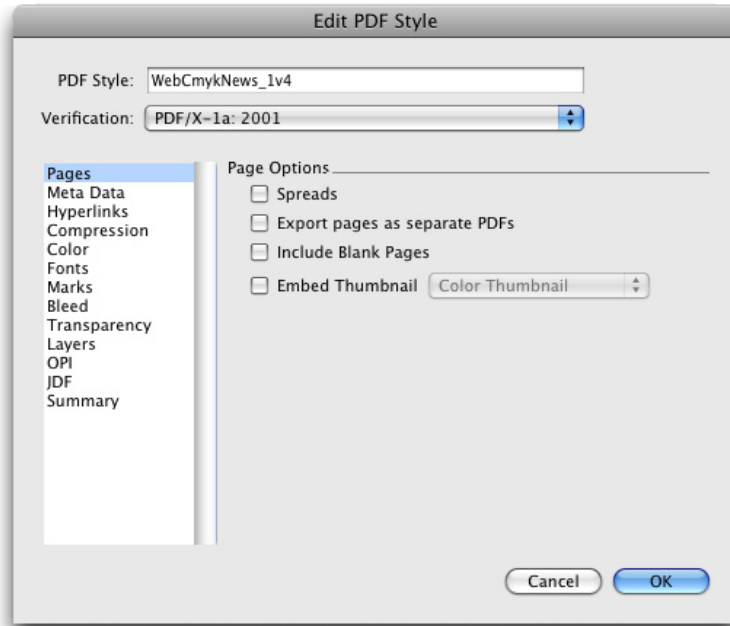 Edit PDF Style
PDF Style: WebCmykNews_1v4
Verification: PDF/X-1a: 2001
Pages
Meta Data
Hyperlinks
Compression
Color
Fonts
Marks
Bleed
Transparency
Layers
OPI
JDF
Summary
Page Options
Spreads
Export pages as separate PDFs
Include Blank Pages
Embed Thumbnail Color Thumbnail
Cancel OK